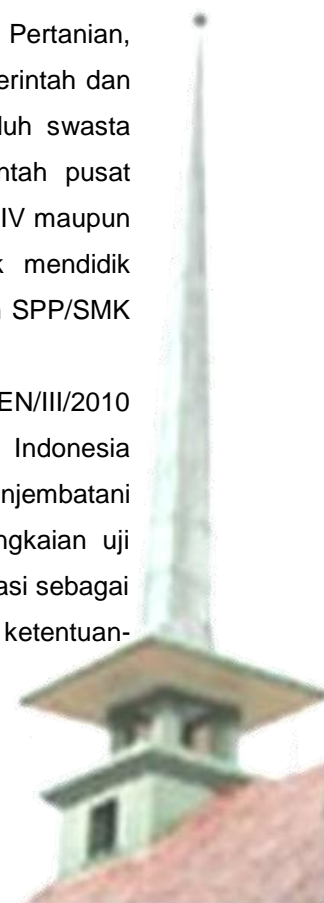 Pertanian,
erintah dan
luh swasta
ntah pusat
IV maupun
k mendidik
n SPP/SMK
EN/III/2010
Indonesia
njembatani
ngkaian uji
asi sebagai
ketentuan-